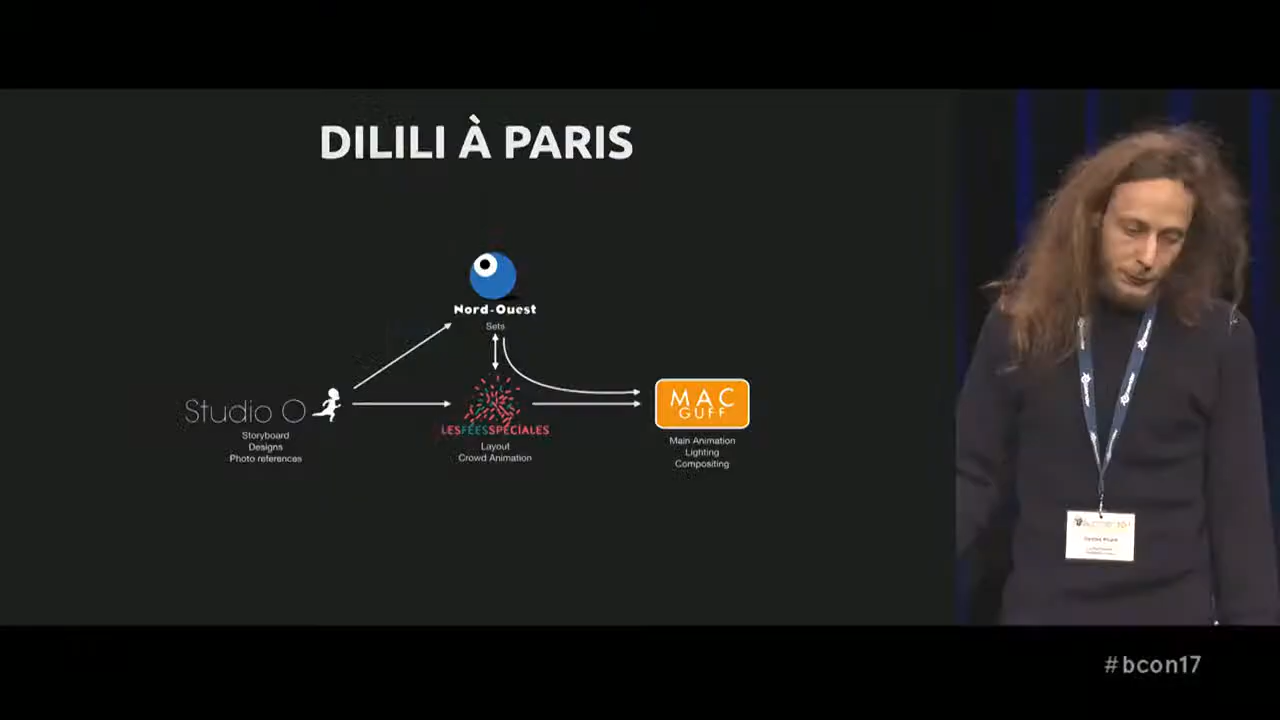 DILILI À PARIS
Nord-Ouest
Sets
Studio O
Storyboard
Designs
Photo references
LESFÉESSPÉCIALES
Layout
Crowd Animation
MAC
GUFF
Main Animation
Lighting
Compositing
#bcon17